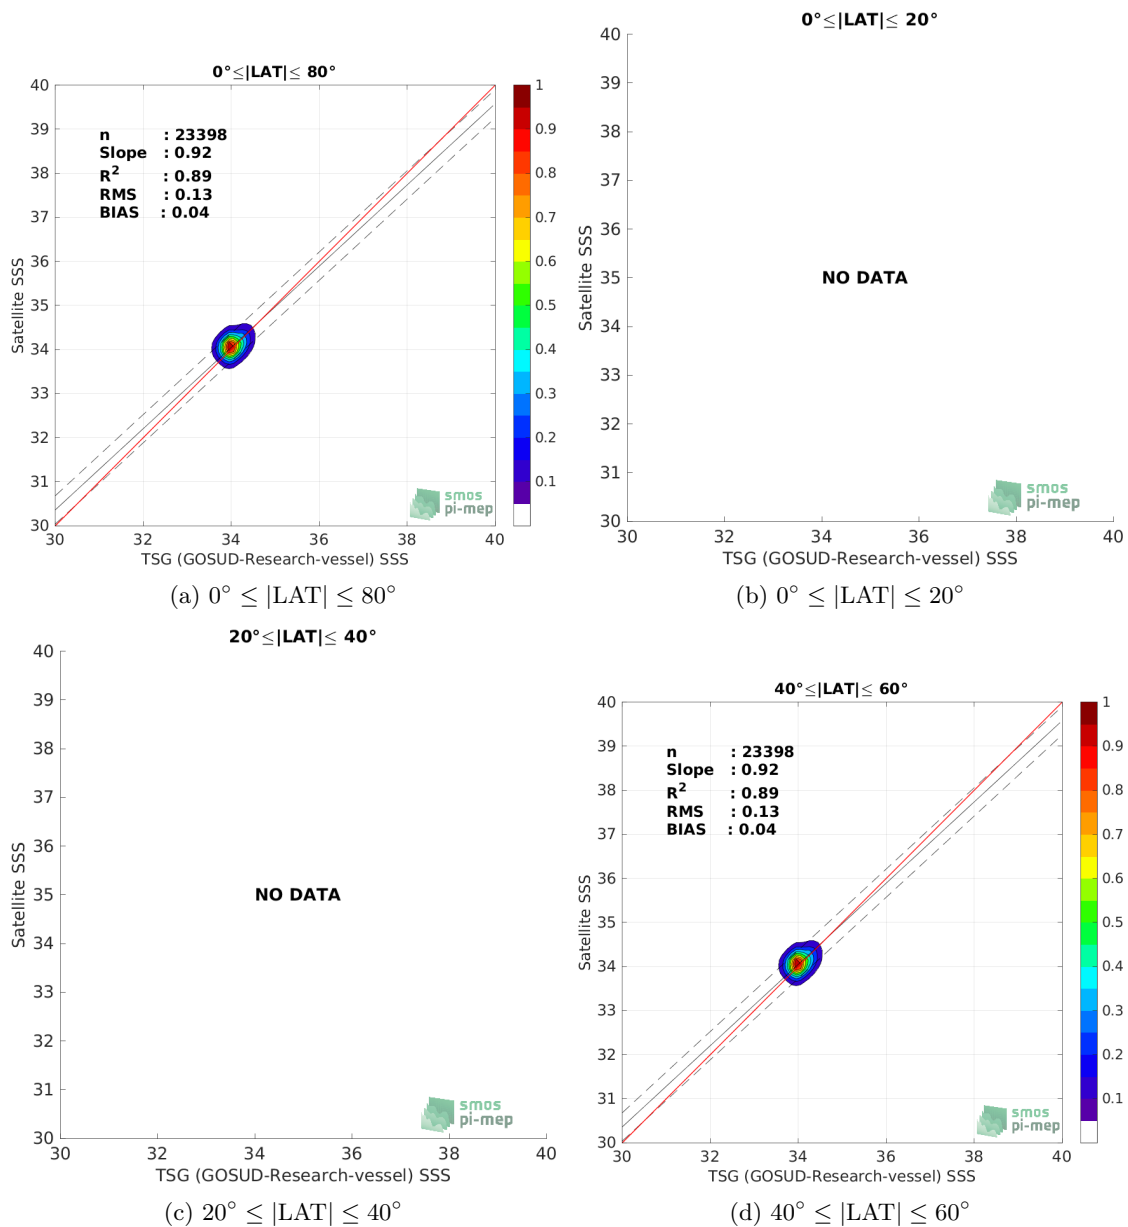 0°≤|LAT|≤ 80°
40
39
38
37
36
35
34
33
32
31
30
Satellite SSS
n : 23398
Slope : 0.92
R² : 0.89
RMS : 0.13
BIAS : 0.04
smos
pi-mep
30 32 34 36 38 40
TSG (GOSUD-Research-vessel) SSS
1
0.9
0.8
0.7
0.6
0.5
0.4
0.3
0.2
0.1
(a) 0° ≤ |LAT| ≤ 80°
0°≤|LAT|≤ 20°
40
39
38
37
36
35
34
33
32
31
30
Satellite SSS
NO DATA
smos
pi-mep
30 32 34 36 38 40
TSG (GOSUD-Research-vessel) SSS
(b) 0° ≤ |LAT| ≤ 20°
20°≤|LAT|≤ 40°
40
39
38
37
36
35
34
33
32
31
30
Satellite SSS
NO DATA
smos
pi-mep
30 32 34 36 38 40
TSG (GOSUD-Research-vessel) SSS
(c) 20° ≤ |LAT| ≤ 40°
40°≤|LAT|≤ 60°
40
39
38
37
36
35
34
33
32
31
30
Satellite SSS
n : 23398
Slope : 0.92
R² : 0.89
RMS : 0.13
BIAS : 0.04
smos
pi-mep
30 32 34 36 38 40
TSG (GOSUD-Research-vessel) SSS
1
0.9
0.8
0.7
0.6
0.5
0.4
0.3
0.2
0.1
(d) 40° ≤ |LAT| ≤ 60°